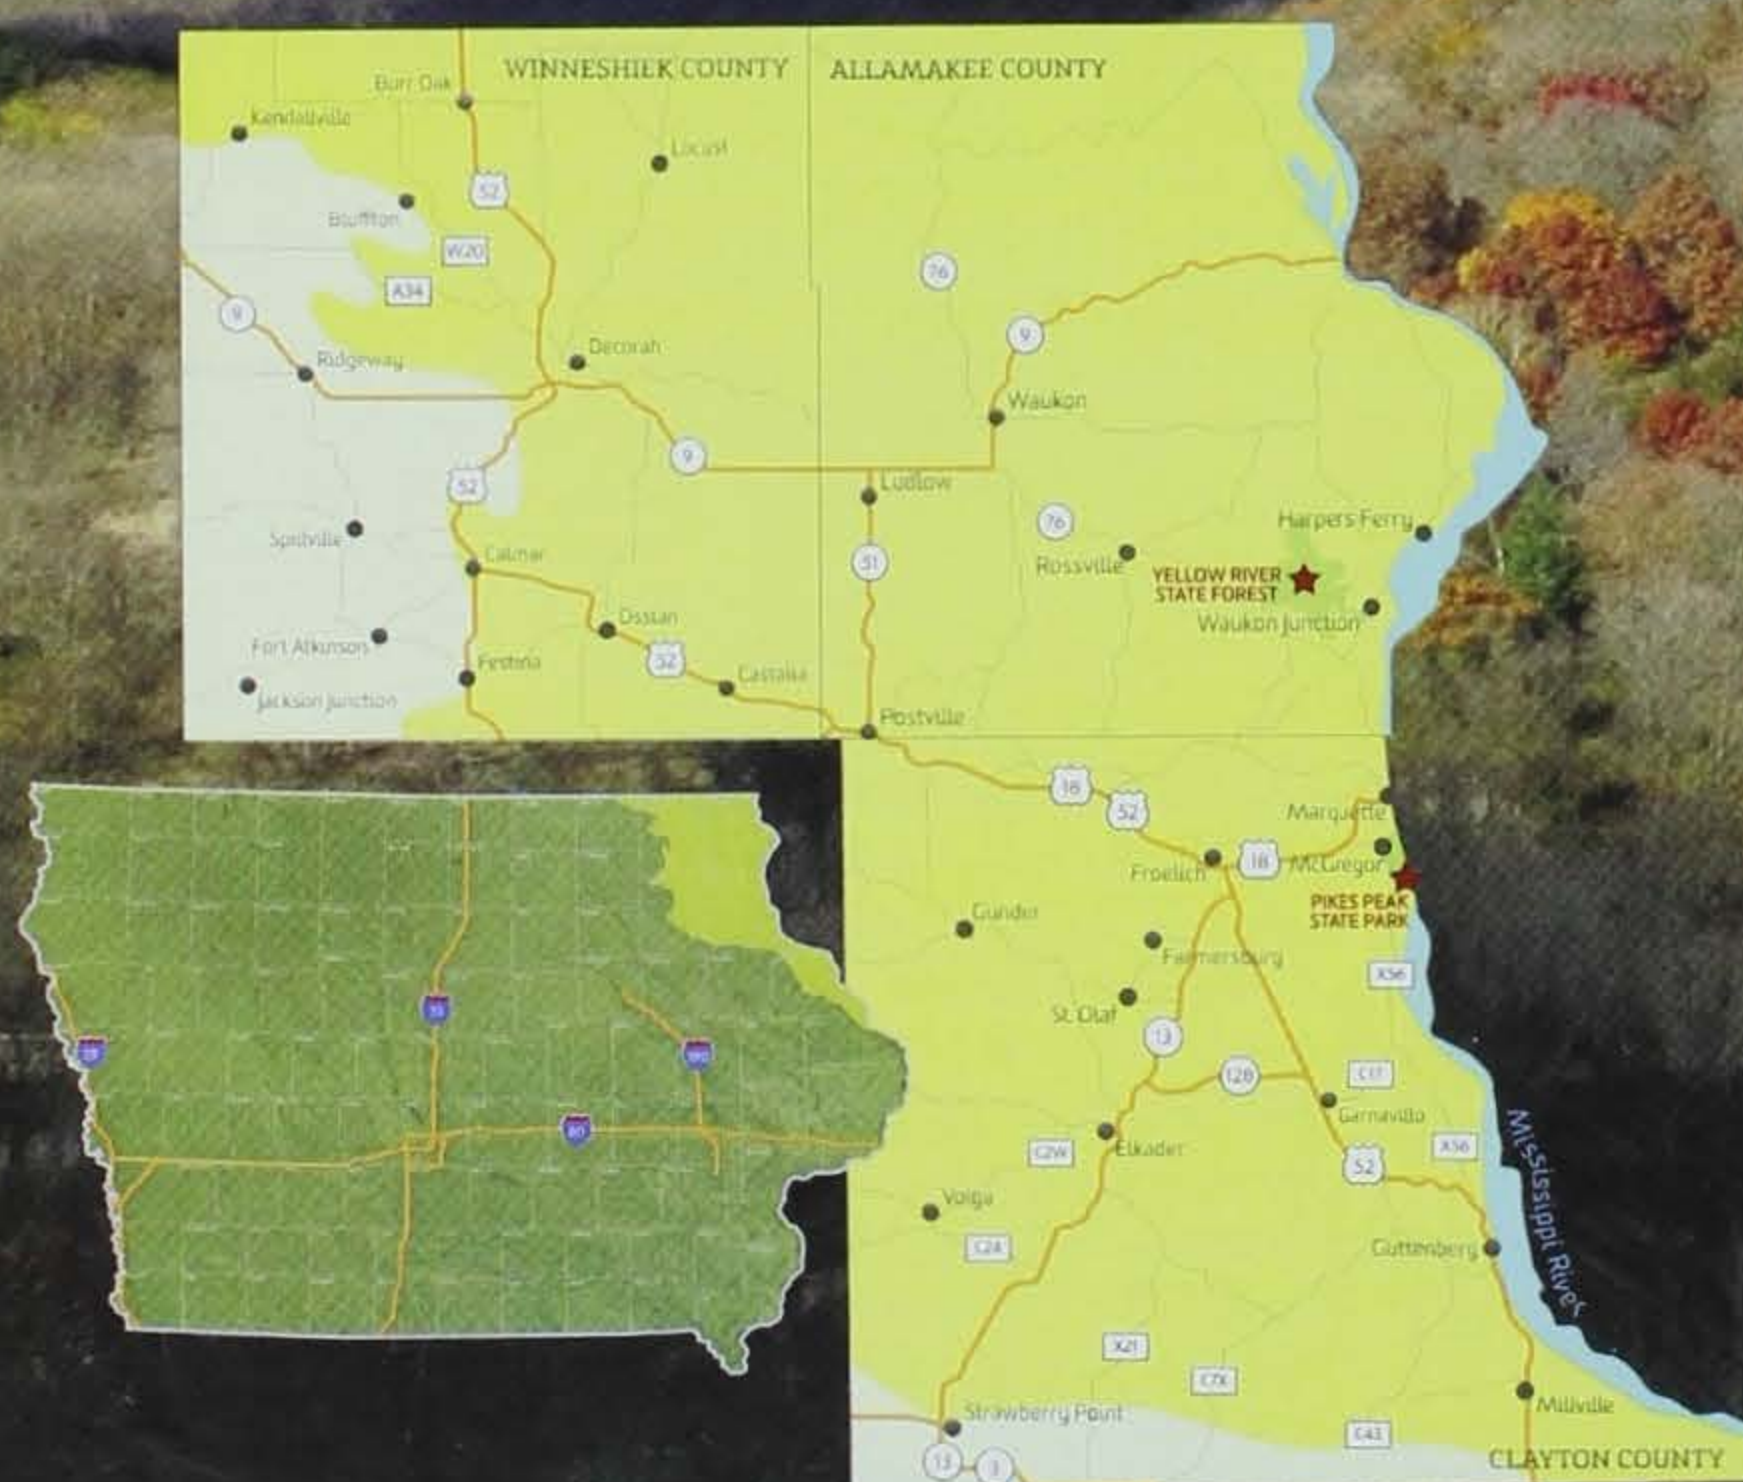 WINNESHIEK COUNTY
ALLAMAKEE COUNTY
Burr Oak
Kendallville
Locust
52
Bluffton
W20
76
A34
9
9
Decorah
Ridgeway
Waukon
9
52
Ludlow
76
Harpers Ferry
Spillville
Calmar
51
Rossville
YELLOW RIVER
STATE FOREST
Waukon Junction
Ossian
Fort Atkinson
52
Festina
Castalia
Jackson Junction
Postville
18
52
Marquette
Froelich
18
McGregor
PIKES PEAK
STATE PARK
Gunder
Farmersburg
X56
St. Olaf
35
13
80
128
Garnavillo
Elkader
C2W
X56
52
Mississippi River
Volga
C24
Guttenberg
X21
C7X
Strawberry Point
Millville
C43
CLAYTON COUNTY
13
3